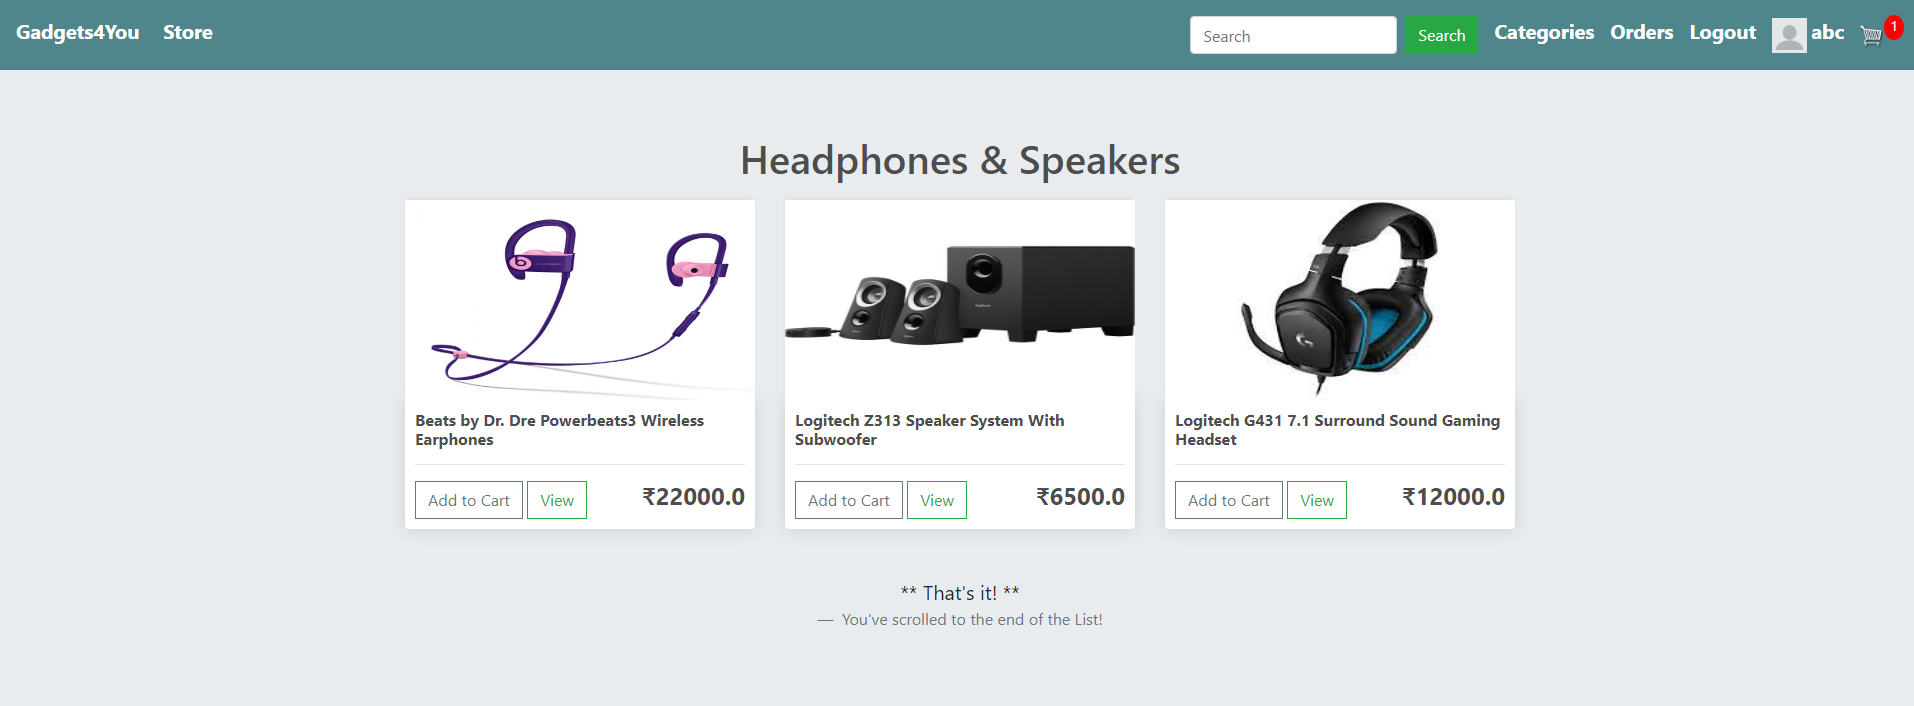 Gadgets4You Store Search Search Categories Orders Logout abc 1
Headphones & Speakers
Beats by Dr. Dre Powerbeats3 Wireless
Earphones
Add to Cart View ₹22000.0
Logitech Z313 Speaker System With
Subwoofer
Add to Cart View ₹6500.0
Logitech G431 7.1 Surround Sound Gaming
Headset
Add to Cart View ₹12000.0
** That's it! **
— You've scrolled to the end of the List!